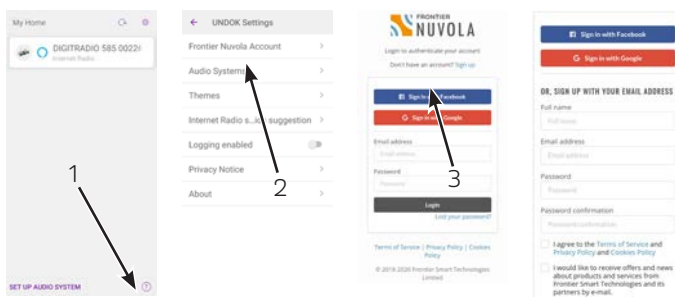 My Home
DIGITRADIO 585 0022
Internet Radio
1
SET UP AUDIO SYSTEM
?
UNDOK Settings
Frontier Nuvola Account
Audio Systems
Themes
Internet Radio s... suggestion
Logging enabled
Privacy Notice
About
2
FRONTIER
NUVOLA
Login to authenticate your account
Don't have an account? Sign up
Sign in with Facebook
G Sign in with Google
Email address
Email address
Password
Password
3
Login
Lost your password?
Terms of Service | Privacy Policy | Cookies
Policy
© 2018-2020 Frontier Smart Technologies
Limited
Sign in with Facebook
G Sign in with Google
OR, SIGN UP WITH YOUR EMAIL ADDRESS
Full name
Full name
Email address
Email address
Password
Password
Password confirmation
Password confirmation
I agree to the Terms of Service and
Privacy Policy and Cookies Policy
I would like to receive offers and news
about products and services from
Frontier Smart Technologies and its
partners by e-mail.